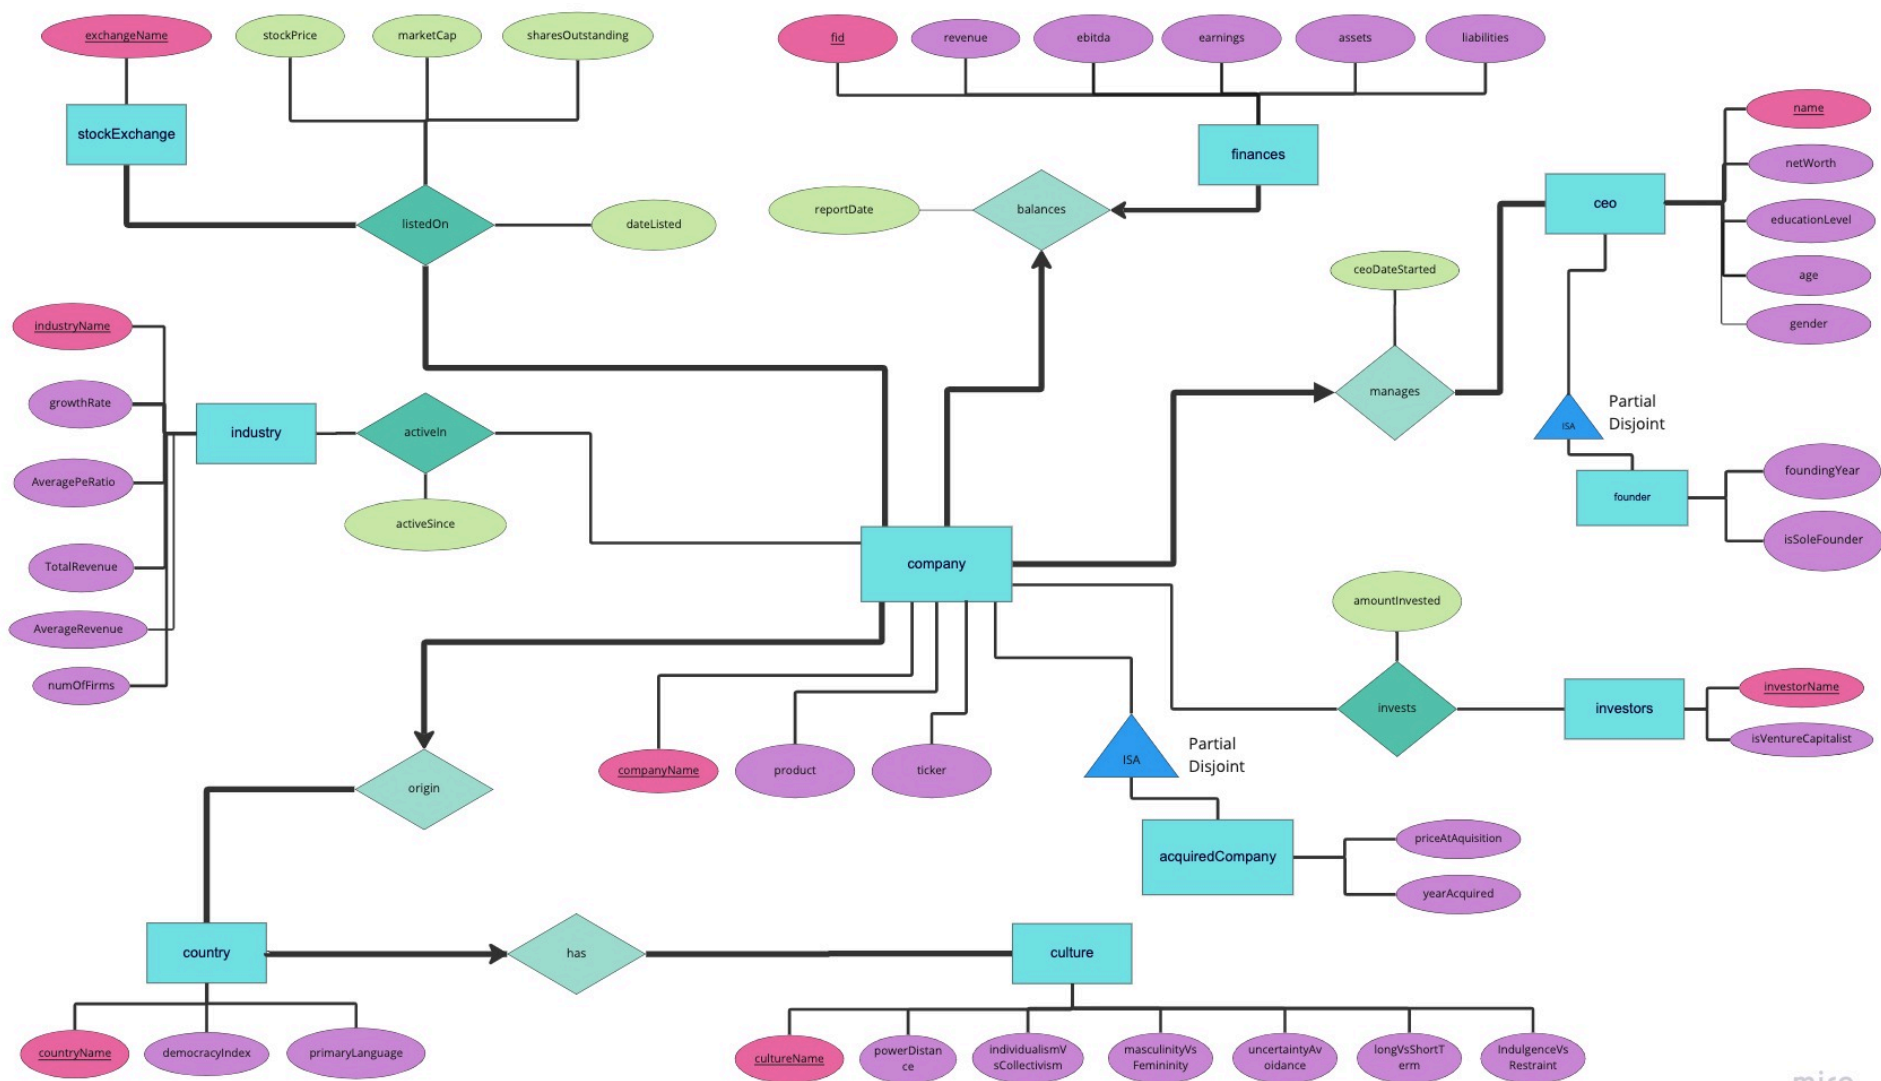 exchangeName
stockPrice
marketCap
sharesOutstanding
fid
revenue
ebitda
earnings
assets
liabilities
stockExchange
finances
name
netWorth
ceo
educationLevel
age
gender
listedOn
dateListed
reportDate
balances
ceoDateStarted
manages
industryName
growthRate
AveragePeRatio
TotalRevenue
AverageRevenue
numOfFirms
industry
activeIn
activeSince
ISA
Partial
Disjoint
founder
foundingYear
isSoleFounder
company
amountInvested
invests
investors
investorName
isVentureCapitalist
companyName
product
ticker
ISA
Partial
Disjoint
origin
acquiredCompany
priceAtAquisition
yearAcquired
country
has
culture
countryName
democracyIndex
primaryLanguage
cultureName
powerDistan
ce
individualismV
sCollectivism
masculinityVs
Femininity
uncertaintyAv
oidance
longVsShortT
erm
IndulgenceVs
Restraint
miro